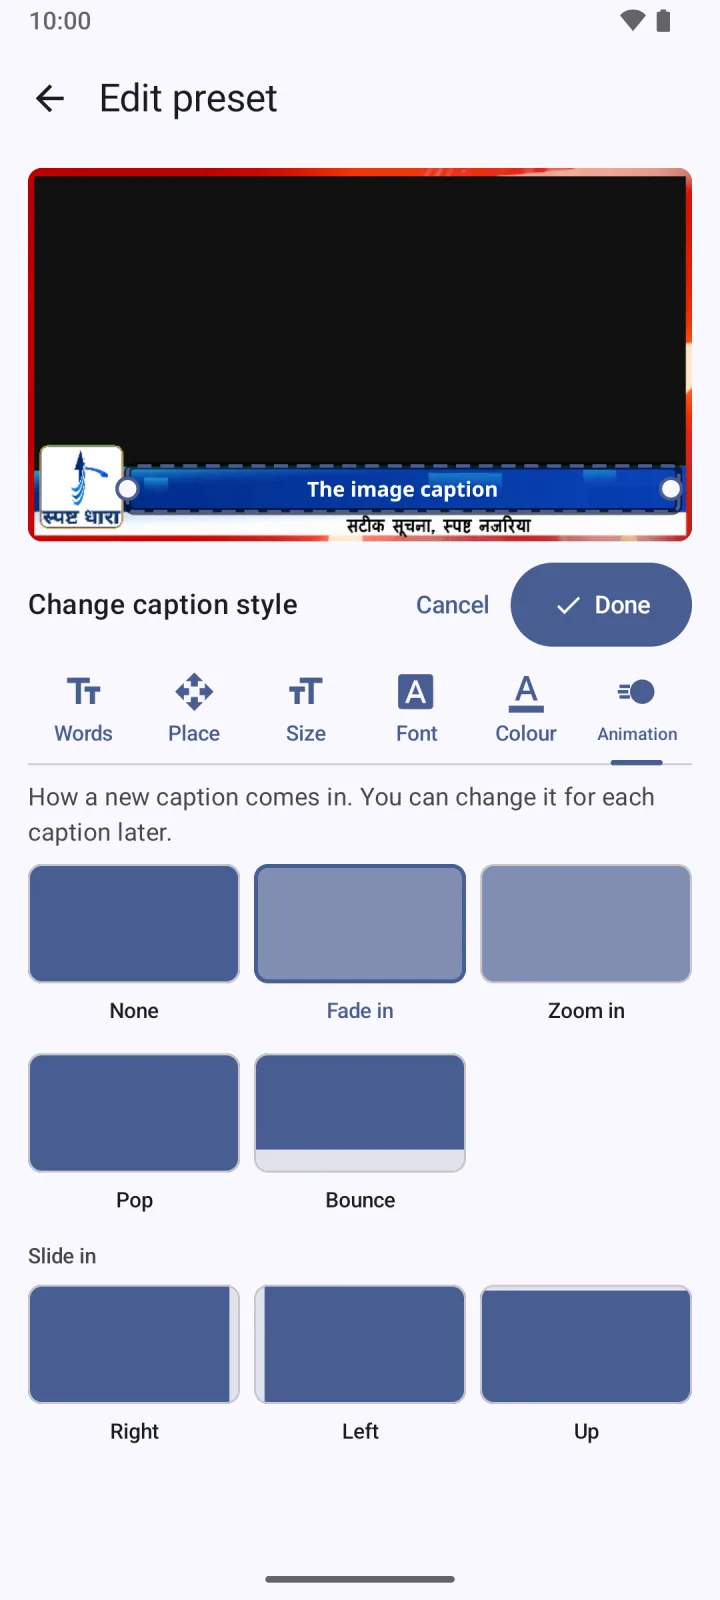 10:00
Edit preset
The image caption
स्पष्ट धारा
सटीक सूचना, स्पष्ट नजरिया
Change caption style
Cancel
Done
Words
Place
Size
Font
Colour
Animation
How a new caption comes in. You can change it for each
caption later.
None
Fade in
Zoom in
Pop
Bounce
Slide in
Right
Left
Up